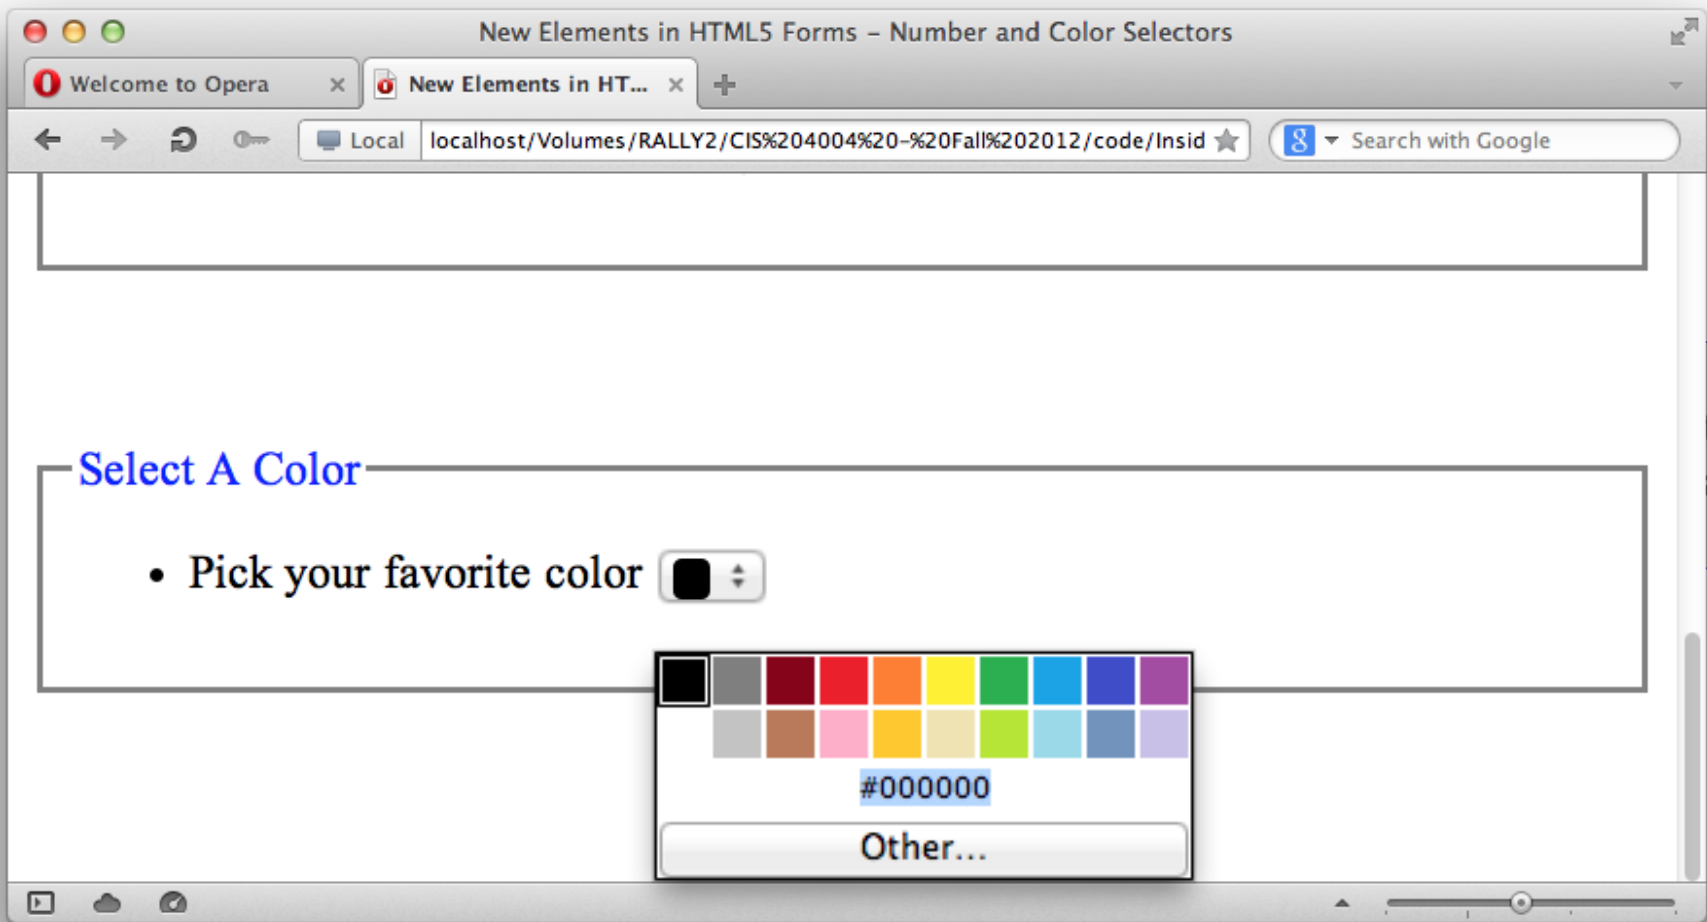 New Elements in HTML5 Forms – Number and Color Selectors
Welcome to Opera
New Elements in HT...
Local
localhost/Volumes/RALLY2/CIS%204004%20-%20Fall%202012/code/Insid
Search with Google
Select A Color
• Pick your favorite color
#000000
Other...